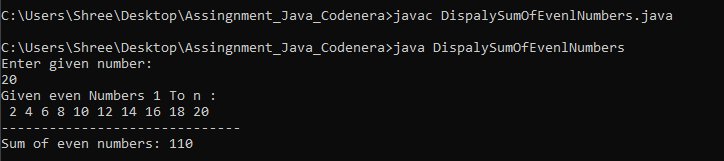 C:\Users\Shree\Desktop\Assingnment_Java_Codenera>javac DispalySumOfEvenlNumbers.java
C:\Users\Shree\Desktop\Assingnment_Java_Codenera>java DispalySumOfEvenlNumbers
Enter given number:
20
Given even Numbers 1 To n :
 2 4 6 8 10 12 14 16 18 20
------------------------------
Sum of even numbers: 110